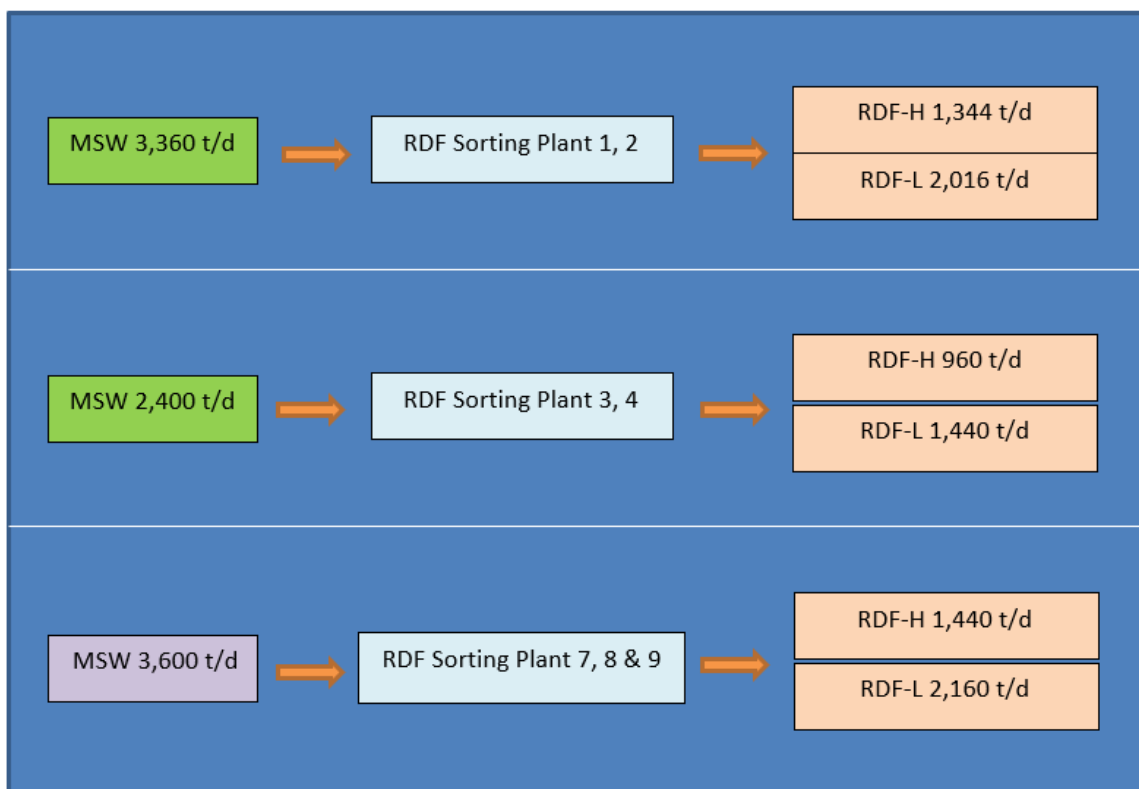 MSW 3,360 t/d
RDF Sorting Plant 1, 2
RDF-H 1,344 t/d
RDF-L 2,016 t/d
MSW 2,400 t/d
RDF Sorting Plant 3, 4
RDF-H 960 t/d
RDF-L 1,440 t/d
MSW 3,600 t/d
RDF Sorting Plant 7, 8 & 9
RDF-H 1,440 t/d
RDF-L 2,160 t/d